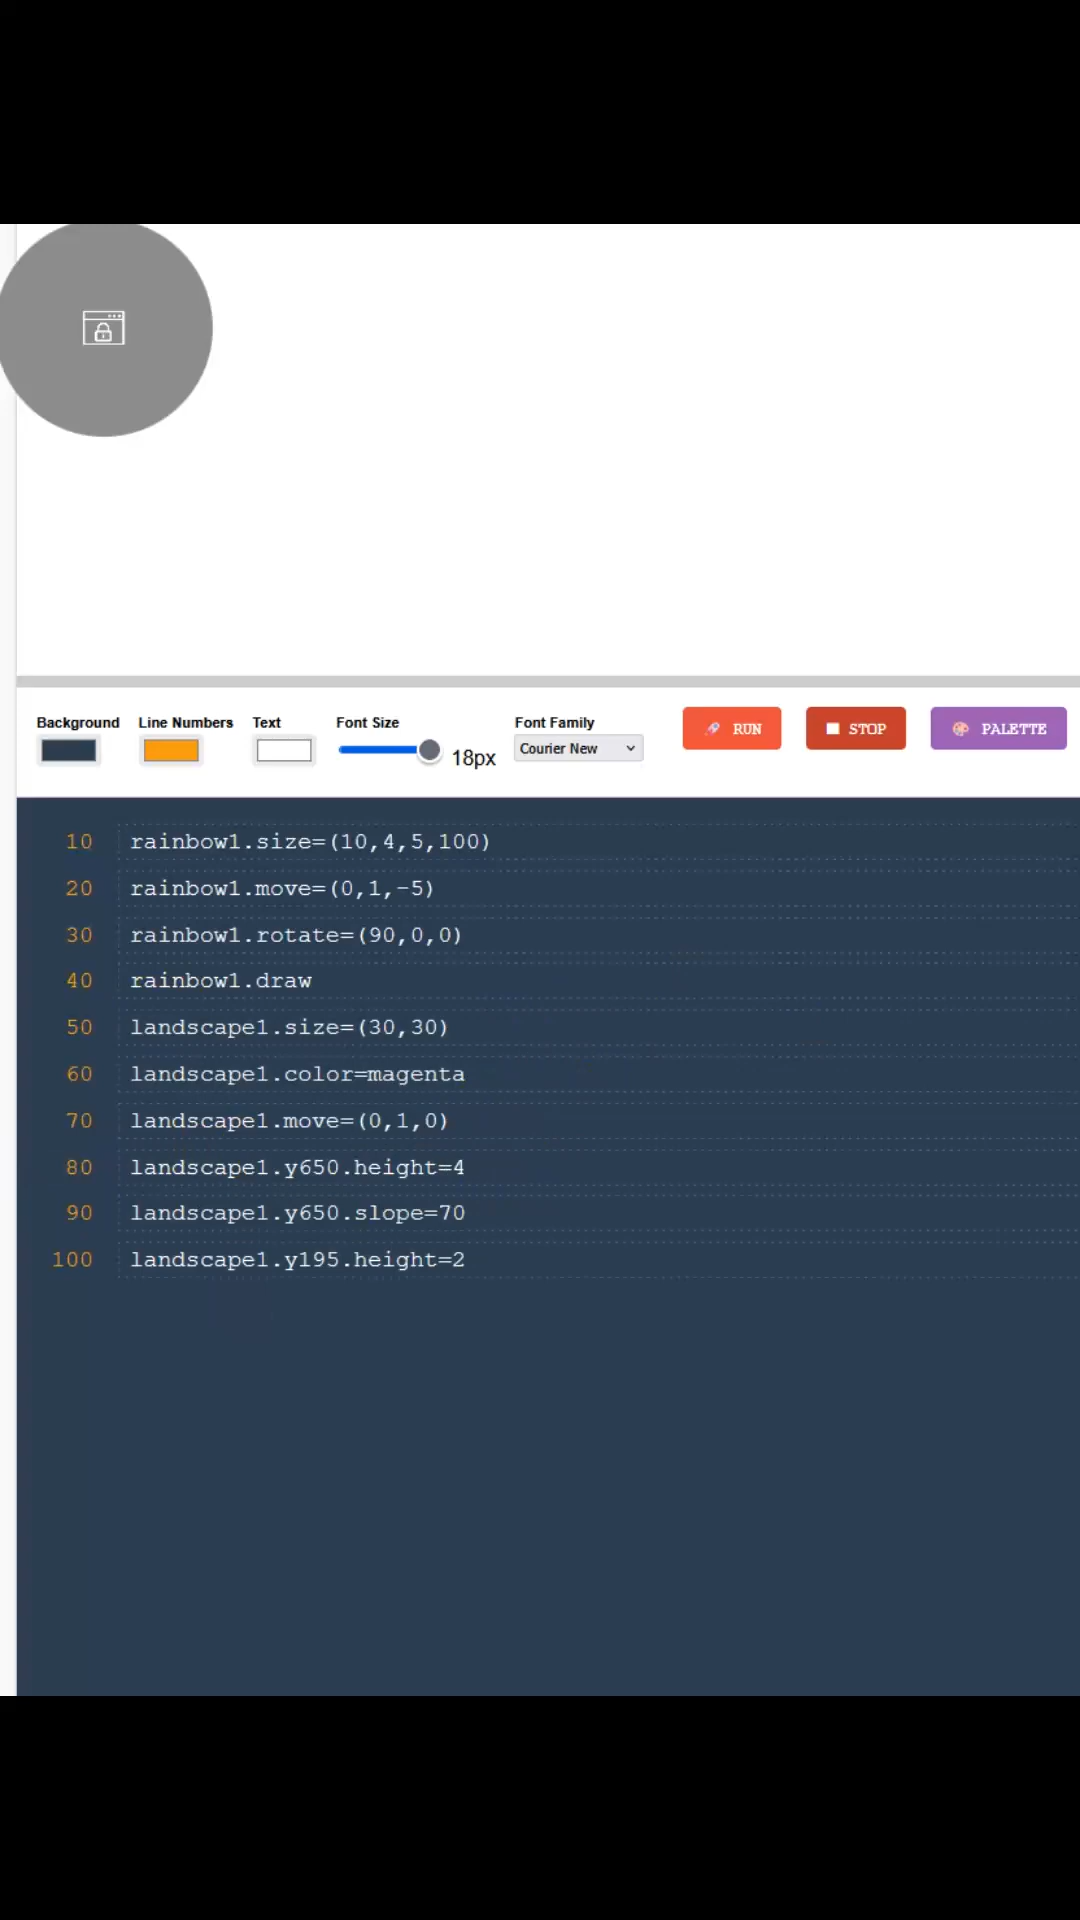 Background Line Numbers Text Font Size Font Family
18px Courier New RUN STOP PALETTE
10 rainbow1.size=(10,4,5,100)
20 rainbow1.move=(0,1,-5)
30 rainbow1.rotate=(90,0,0)
40 rainbow1.draw
50 landscape1.size=(30,30)
60 landscape1.color=magenta
70 landscape1.move=(0,1,0)
80 landscape1.y650.height=4
90 landscape1.y650.slope=70
100 landscape1.y195.height=2